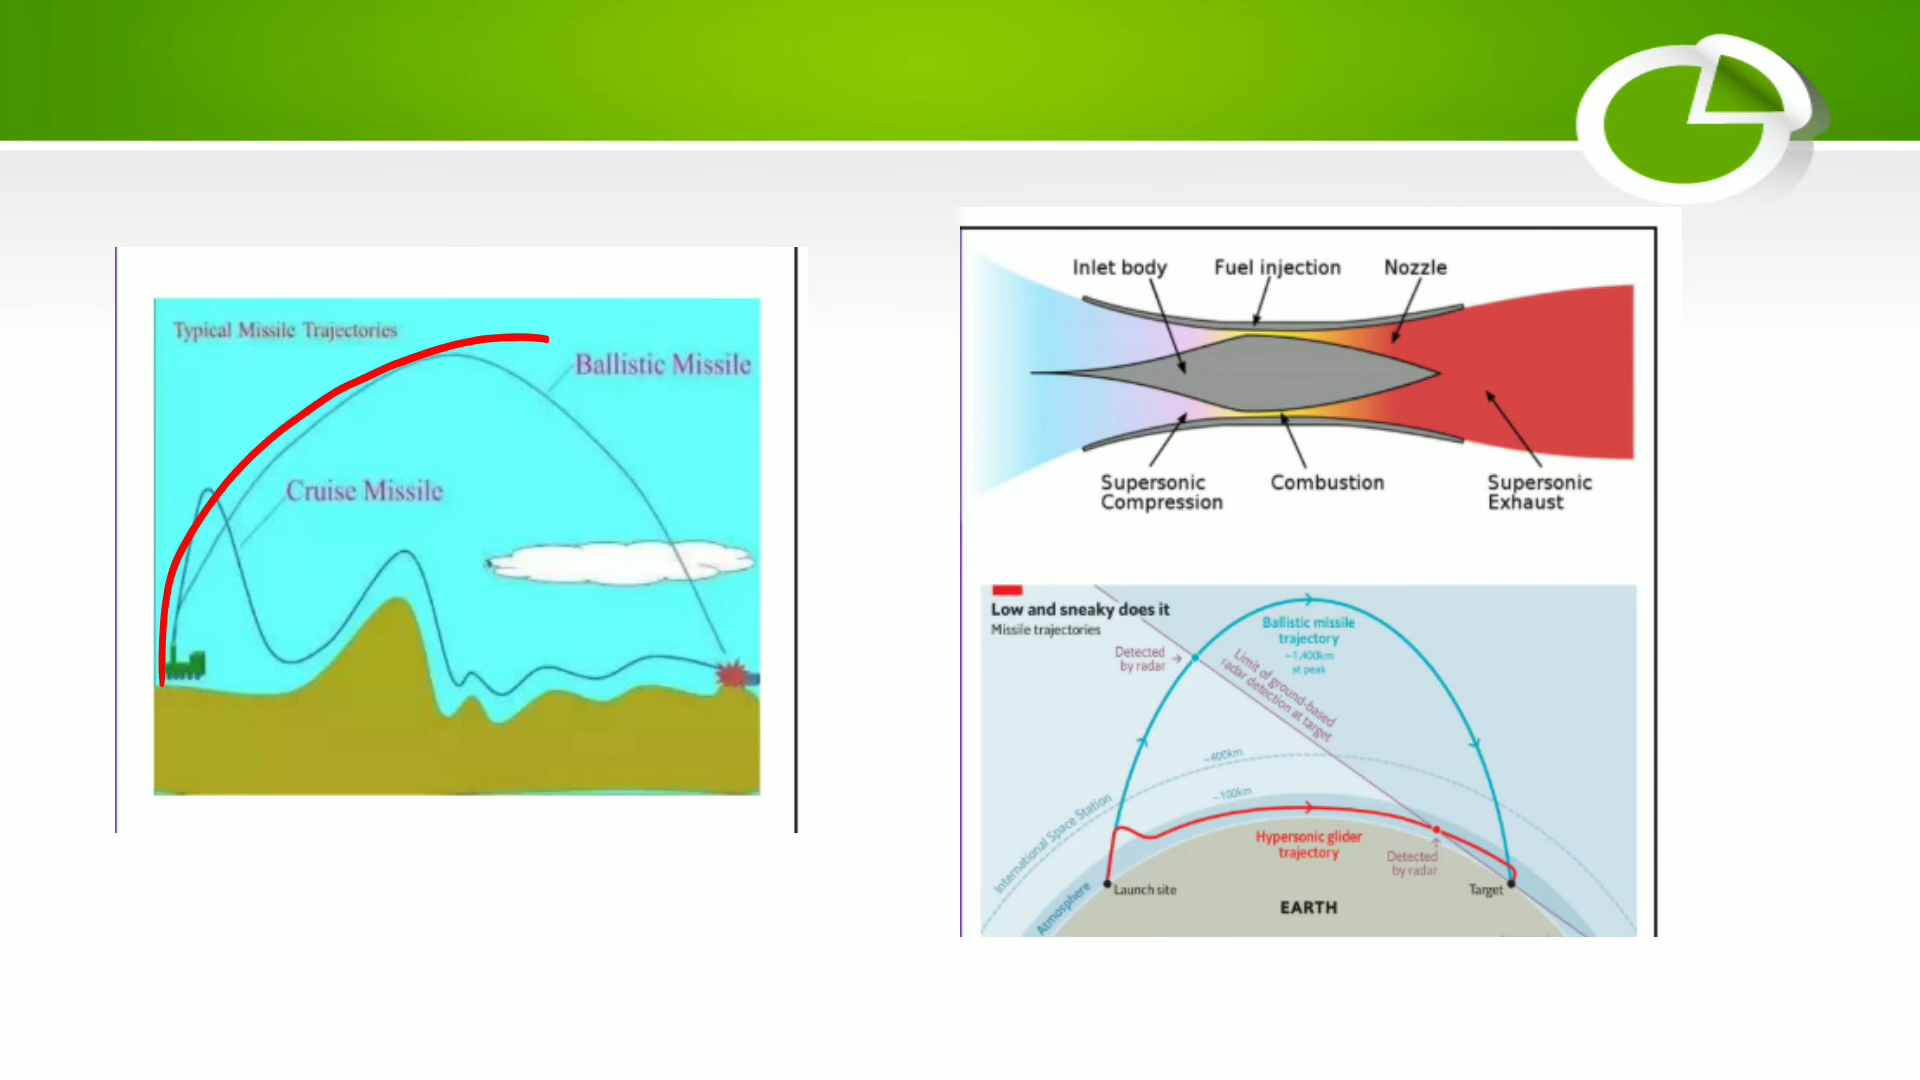 Typical Missile Trajectories
Ballistic Missile
Cruise Missile
Inlet body
Fuel injection
Nozzle
Supersonic
Compression
Combustion
Supersonic
Exhaust
Low and sneaky does it
Missile trajectories
Ballistic missile
trajectory
~1,400km
at peak
Detected
by radar
Limit of ground-based
radar detection at target
~400km
~100km
International Space Station
Atmosphere
Hypersonic glider
trajectory
Detected
by radar
Launch site
Target
EARTH